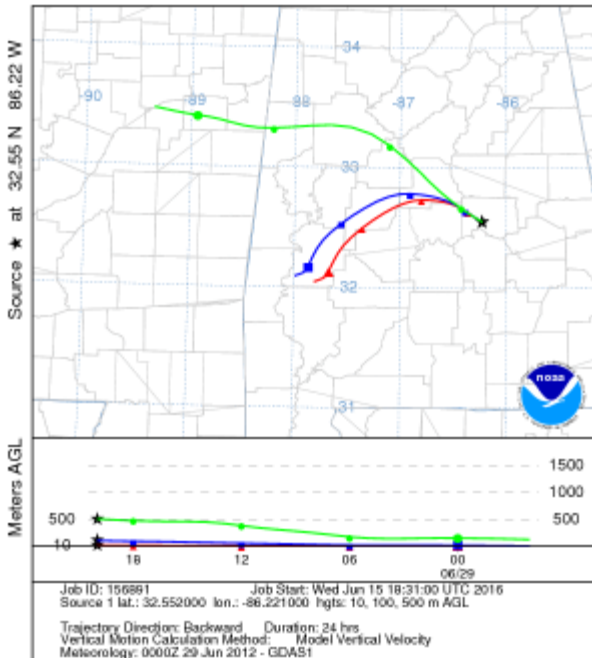 34
-90 -89 -88 -87 -86
33
32
31
Source ★ at 32.55 N 86.22 W
noaa
Meters AGL
1500
1000
500 500
10
18 12 06 00
06/29
Job ID: 156891 Job Start: Wed Jun 15 18:31:00 UTC 2016
Source 1 lat.: 32.552000 lon.: -86.221000 hgts: 10, 100, 500 m AGL
Trajectory Direction: Backward Duration: 24 hrs
Vertical Motion Calculation Method: Model Vertical Velocity
Meteorology: 0000Z 29 Jun 2012 - GDAS1